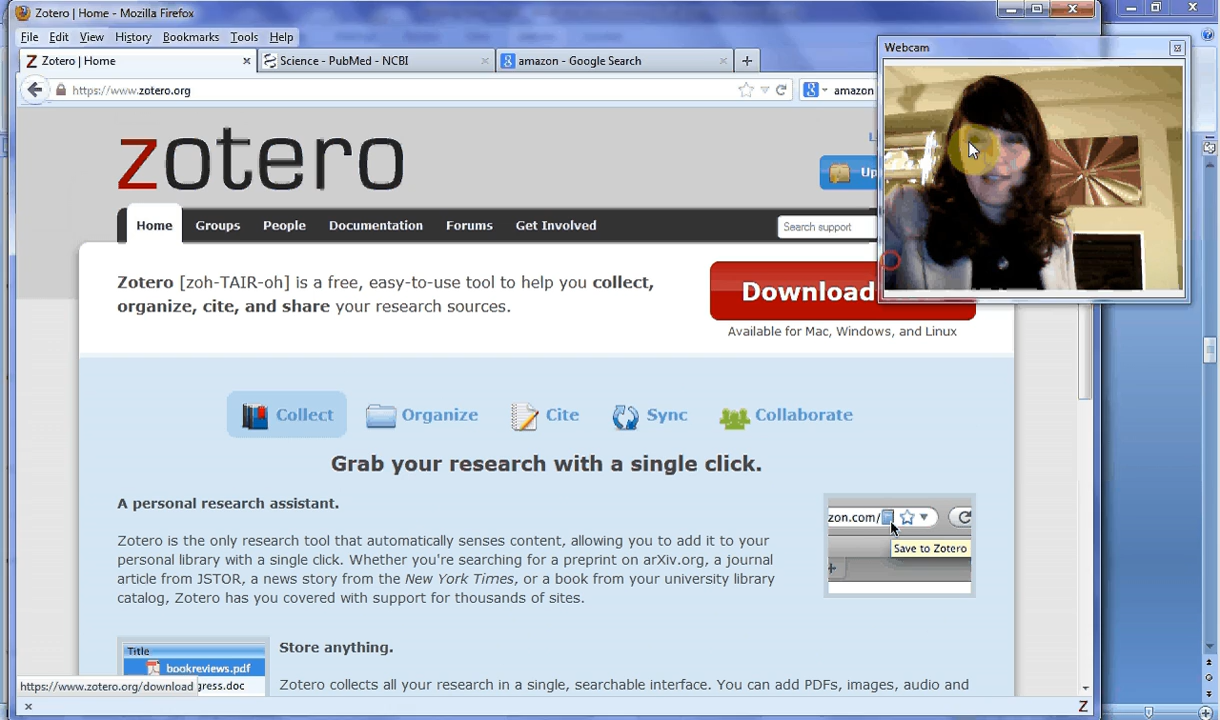 Zotero | Home - Mozilla Firefox
File Edit View History Bookmarks Tools Help
Zotero | Home
Science - PubMed - NCBI
amazon - Google Search
https://www.zotero.org
amazon
Webcam
zotero
Up
Home Groups People Documentation Forums Get Involved
Search support
Zotero [zoh-TAIR-oh] is a free, easy-to-use tool to help you collect,
organize, cite, and share your research sources.
Download
Available for Mac, Windows, and Linux
Collect Organize Cite Sync Collaborate
Grab your research with a single click.
A personal research assistant.
Zotero is the only research tool that automatically senses content, allowing you to add it to your
personal library with a single click. Whether you're searching for a preprint on arXiv.org, a journal
article from JSTOR, a news story from the New York Times, or a book from your university library
catalog, Zotero has you covered with support for thousands of sites.
zon.com/
Save to Zotero
Title
bookreviews.pdf
gress.doc
Store anything.
Zotero collects all your research in a single, searchable interface. You can add PDFs, images, audio and
https://www.zotero.org/download